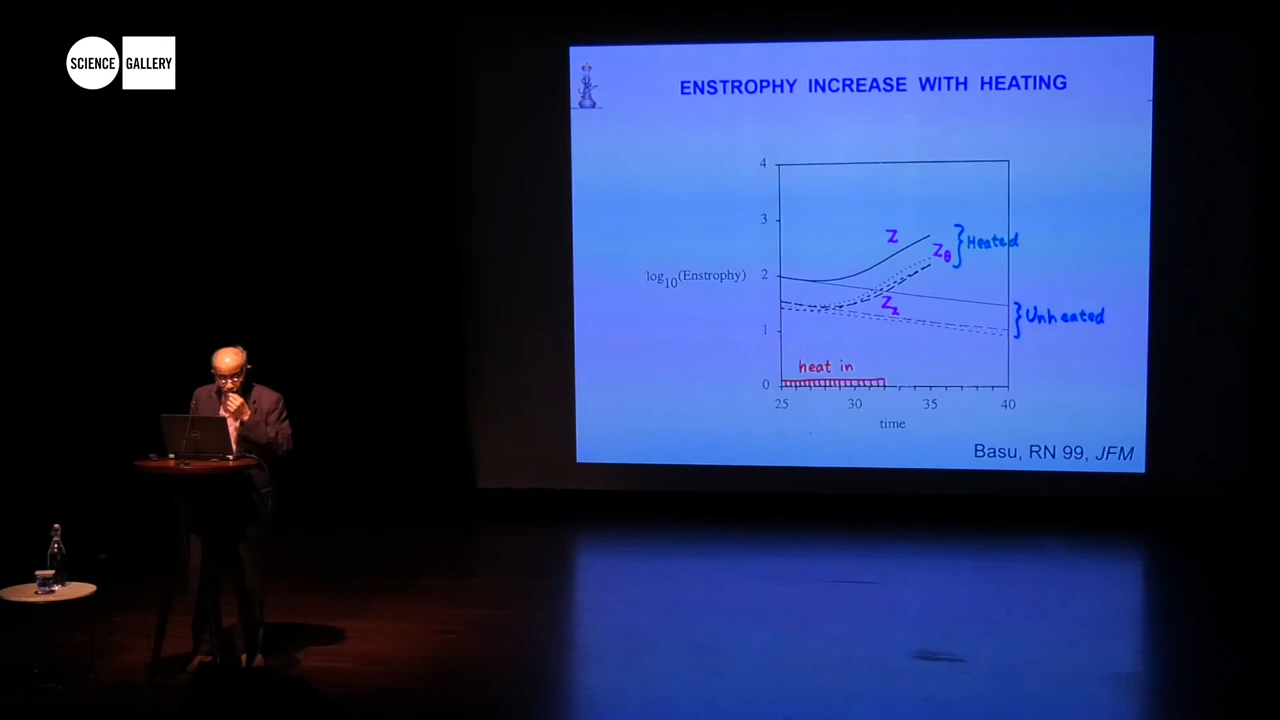 SCIENCE GALLERY
ENSTROPHY INCREASE WITH HEATING
4
3
Z
Zθ } Heated
log10(Enstrophy) 2
Zz
} Unheated
1
heat in
0
25 30 35 40
time
Basu, RN 99, JFM